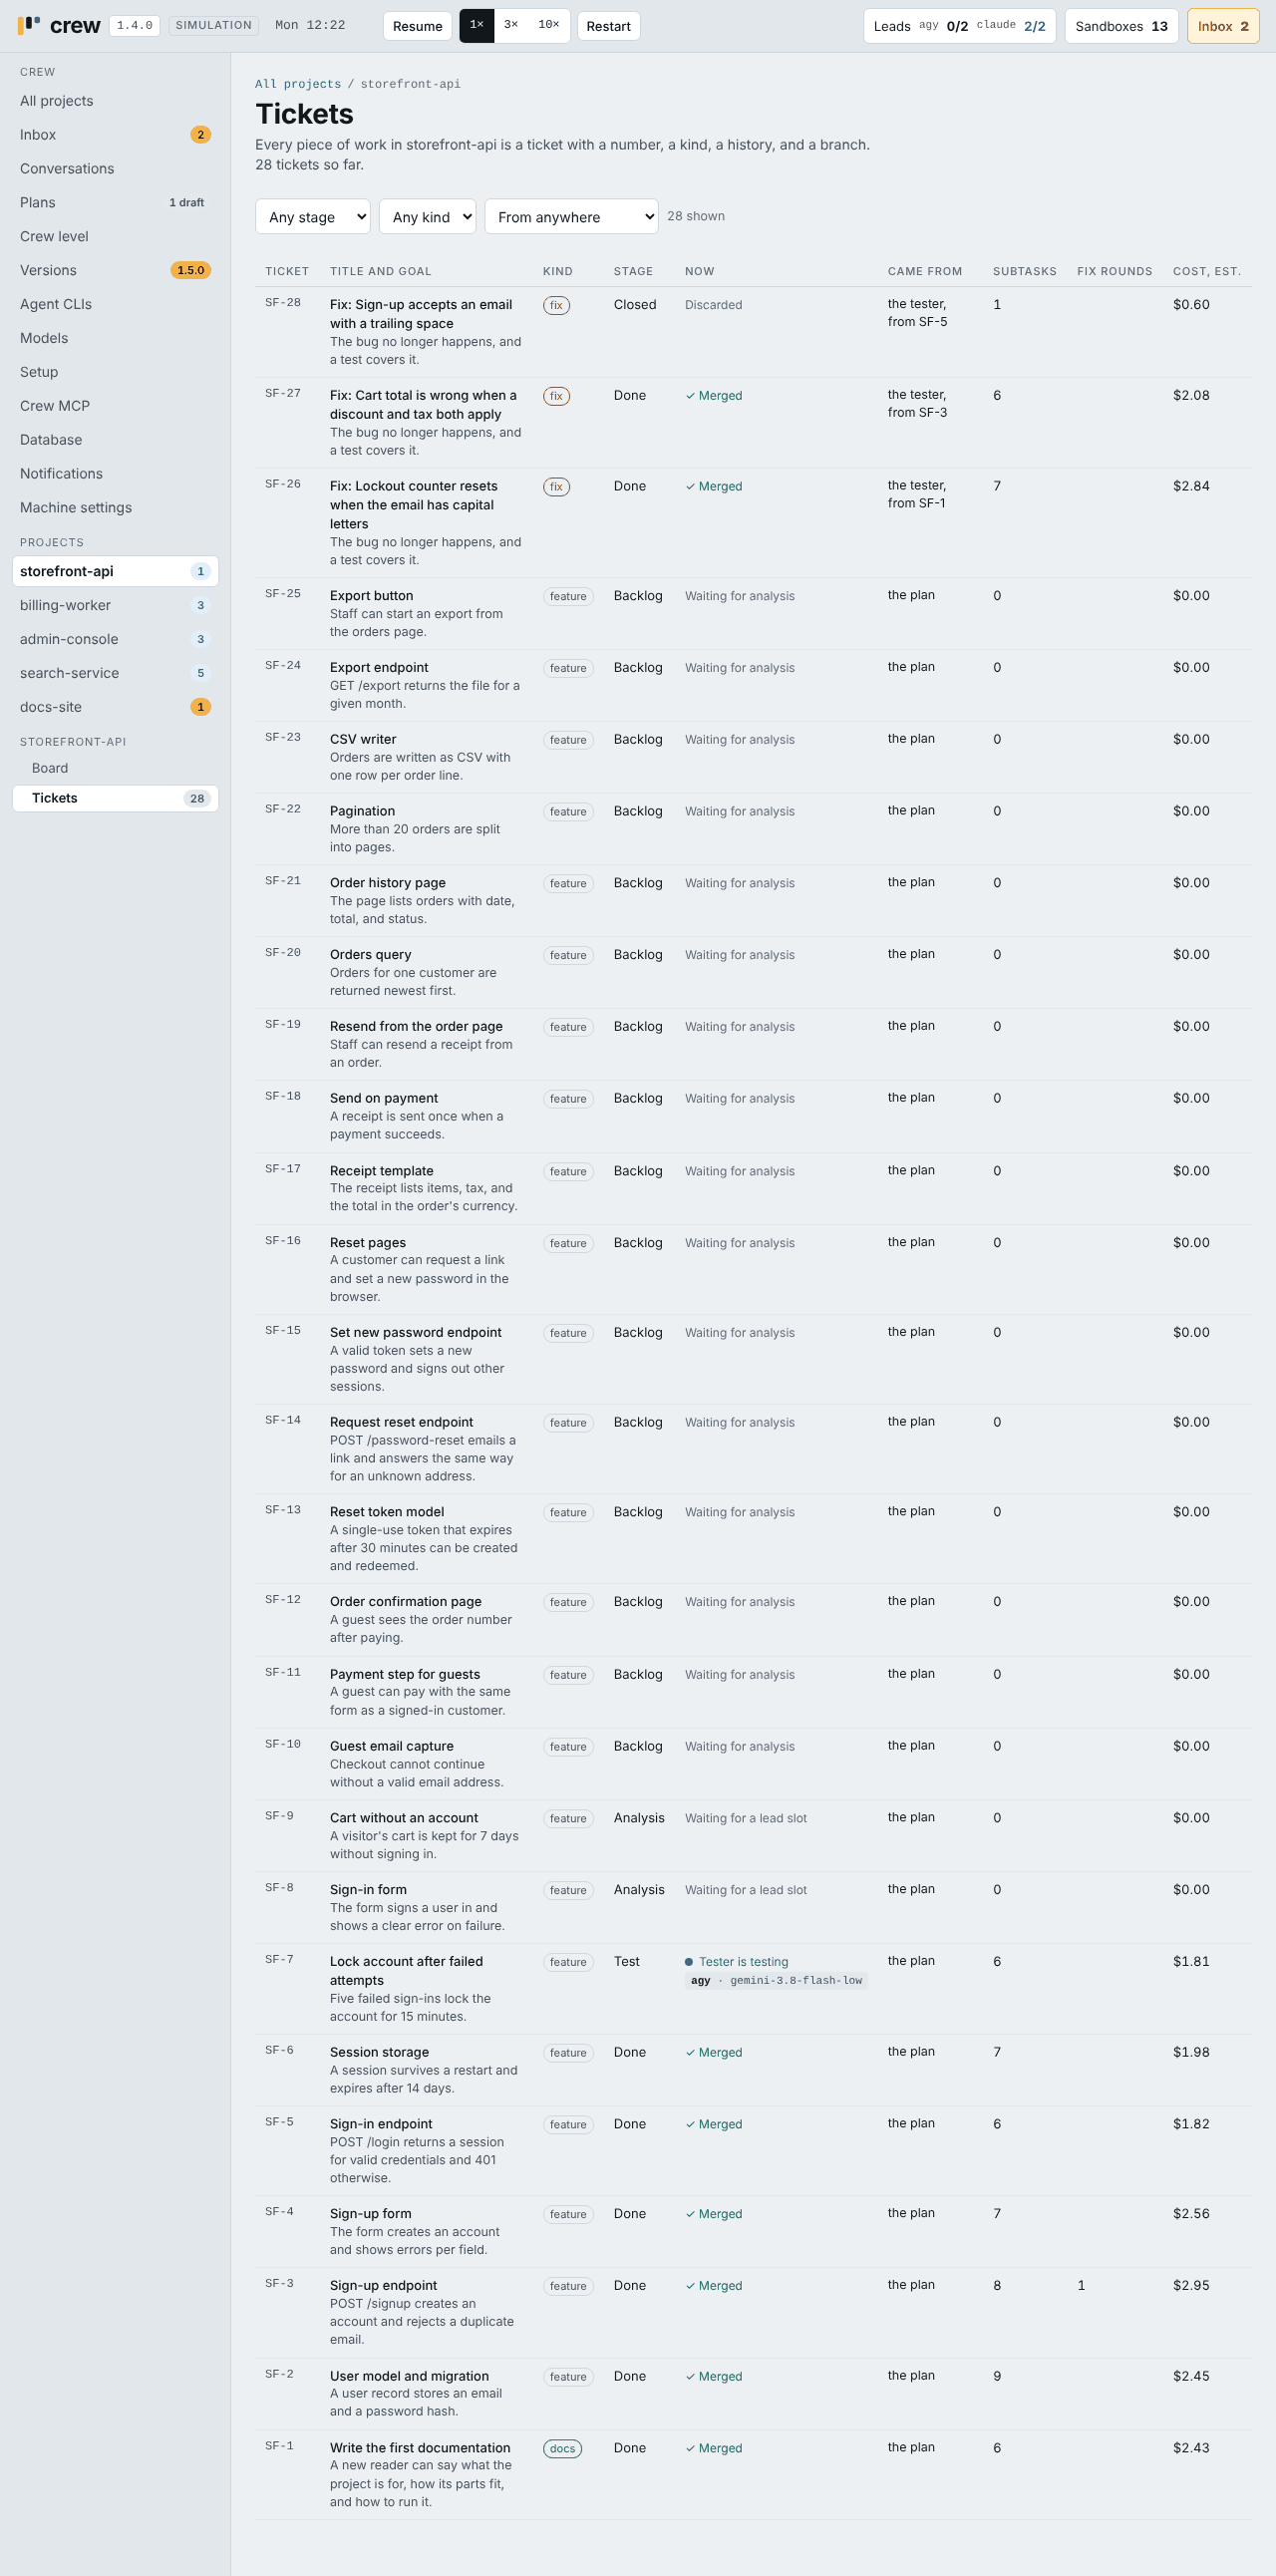 crew 1.4.0 SIMULATION Mon 12:22 Resume 1× 3× 10× Restart Leads agy 0/2 claude 2/2 Sandboxes 13 Inbox 2
CREW
All projects
Inbox 2
Conversations
Plans 1 draft
Crew level
Versions 1.5.0
Agent CLIs
Models
Setup
Crew MCP
Database
Notifications
Machine settings
PROJECTS
storefront-api 1
billing-worker 3
admin-console 3
search-service 5
docs-site 1
STOREFRONT-API
Board
Tickets 28
All projects / storefront-api
Tickets
Every piece of work in storefront-api is a ticket with a number, a kind, a history, and a branch.
28 tickets so far.
Any stage Any kind From anywhere 28 shown
TICKET TITLE AND GOAL KIND STAGE NOW CAME FROM SUBTASKS FIX ROUNDS COST, EST.
SF-28 Fix: Sign-up accepts an email fix Closed Discarded the tester, 1 $0.60
with a trailing space from SF-5
The bug no longer happens, and
a test covers it.
SF-27 Fix: Cart total is wrong when a fix Done ✓ Merged the tester, 6 $2.08
discount and tax both apply from SF-3
The bug no longer happens, and
a test covers it.
SF-26 Fix: Lockout counter resets fix Done ✓ Merged the tester, 7 $2.84
when the email has capital from SF-1
letters
The bug no longer happens, and
a test covers it.
SF-25 Export button feature Backlog Waiting for analysis the plan 0 $0.00
Staff can start an export from
the orders page.
SF-24 Export endpoint feature Backlog Waiting for analysis the plan 0 $0.00
GET /export returns the file for a
given month.
SF-23 CSV writer feature Backlog Waiting for analysis the plan 0 $0.00
Orders are written as CSV with
one row per order line.
SF-22 Pagination feature Backlog Waiting for analysis the plan 0 $0.00
More than 20 orders are split
into pages.
SF-21 Order history page feature Backlog Waiting for analysis the plan 0 $0.00
The page lists orders with date,
total, and status.
SF-20 Orders query feature Backlog Waiting for analysis the plan 0 $0.00
Orders for one customer are
returned newest first.
SF-19 Resend from the order page feature Backlog Waiting for analysis the plan 0 $0.00
Staff can resend a receipt from
an order.
SF-18 Send on payment feature Backlog Waiting for analysis the plan 0 $0.00
A receipt is sent once when a
payment succeeds.
SF-17 Receipt template feature Backlog Waiting for analysis the plan 0 $0.00
The receipt lists items, tax, and
the total in the order's currency.
SF-16 Reset pages feature Backlog Waiting for analysis the plan 0 $0.00
A customer can request a link
and set a new password in the
browser.
SF-15 Set new password endpoint feature Backlog Waiting for analysis the plan 0 $0.00
A valid token sets a new
password and signs out other
sessions.
SF-14 Request reset endpoint feature Backlog Waiting for analysis the plan 0 $0.00
POST /password-reset emails a
link and answers the same way
for an unknown address.
SF-13 Reset token model feature Backlog Waiting for analysis the plan 0 $0.00
A single-use token that expires
after 30 minutes can be created
and redeemed.
SF-12 Order confirmation page feature Backlog Waiting for analysis the plan 0 $0.00
A guest sees the order number
after paying.
SF-11 Payment step for guests feature Backlog Waiting for analysis the plan 0 $0.00
A guest can pay with the same
form as a signed-in customer.
SF-10 Guest email capture feature Backlog Waiting for analysis the plan 0 $0.00
Checkout cannot continue
without a valid email address.
SF-9 Cart without an account feature Analysis Waiting for a lead slot the plan 0 $0.00
A visitor's cart is kept for 7 days
without signing in.
SF-8 Sign-in form feature Analysis Waiting for a lead slot the plan 0 $0.00
The form signs a user in and
shows a clear error on failure.
SF-7 Lock account after failed feature Test Tester is testing the plan 6 $1.81
attempts agy · gemini-3.8-flash-low
Five failed sign-ins lock the
account for 15 minutes.
SF-6 Session storage feature Done ✓ Merged the plan 7 $1.98
A session survives a restart and
expires after 14 days.
SF-5 Sign-in endpoint feature Done ✓ Merged the plan 6 $1.82
POST /login returns a session
for valid credentials and 401
otherwise.
SF-4 Sign-up form feature Done ✓ Merged the plan 7 $2.56
The form creates an account
and shows errors per field.
SF-3 Sign-up endpoint feature Done ✓ Merged the plan 8 1 $2.95
POST /signup creates an
account and rejects a duplicate
email.
SF-2 User model and migration feature Done ✓ Merged the plan 9 $2.45
A user record stores an email
and a password hash.
SF-1 Write the first documentation docs Done ✓ Merged the plan 6 $2.43
A new reader can say what the
project is for, how its parts fit,
and how to run it.